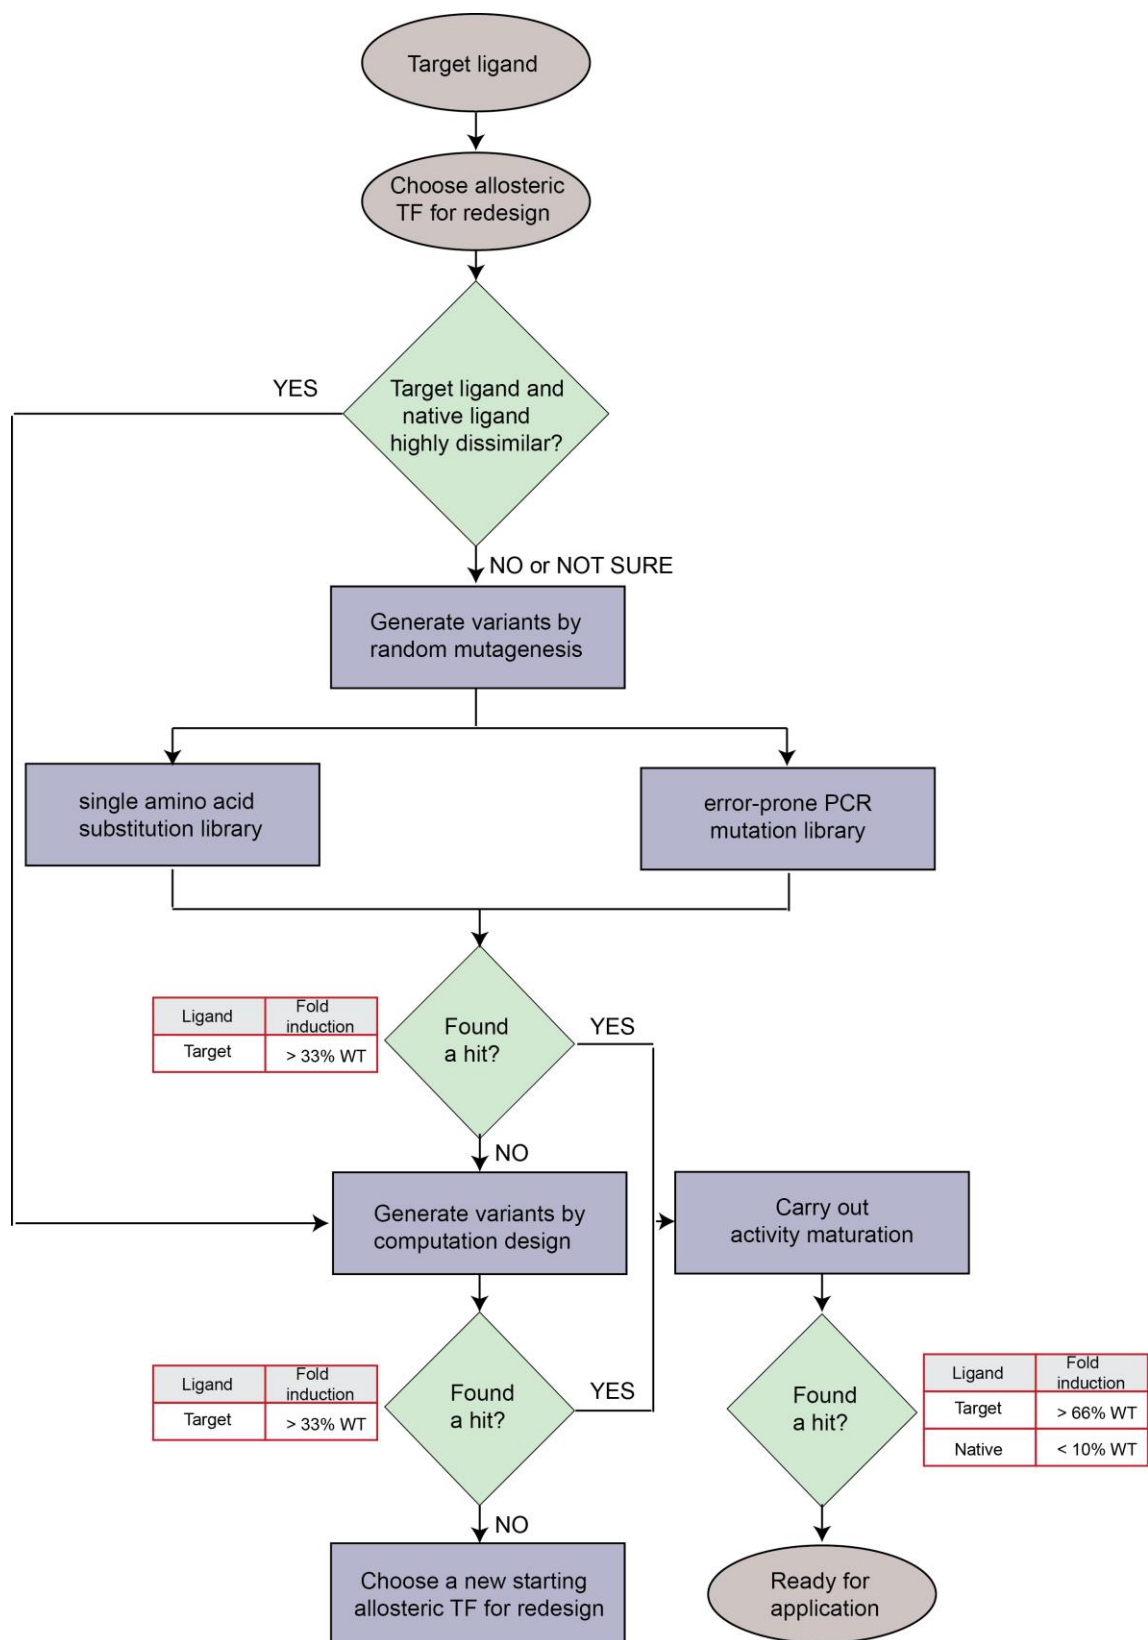 Target ligand
Choose allosteric
TF for redesign
YES
Target ligand and
native ligand
highly dissimilar?
NO or NOT SURE
Generate variants by
random mutagenesis
single amino acid
substitution library
error-prone PCR
mutation library
Ligand
Fold
induction
Target
> 33% WT
Found
a hit?
YES
NO
Generate variants by
computation design
Carry out
activity maturation
Ligand
Fold
induction
Target
> 33% WT
Found
a hit?
YES
Found
a hit?
Ligand
Fold
induction
Target
> 66% WT
Native
< 10% WT
NO
Choose a new starting
allosteric TF for redesign
Ready for
application